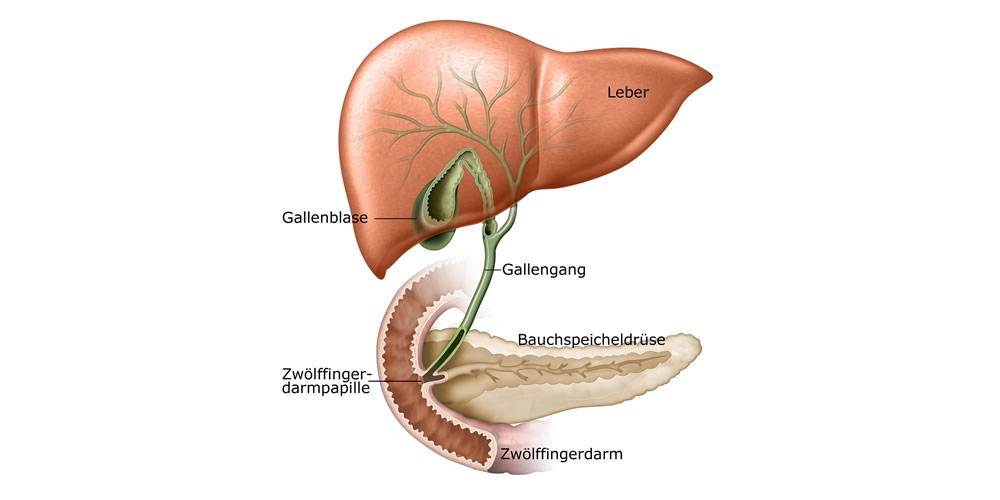 Leber
Gallenblase
Gallengang
Bauchspeicheldrüse
Zwölffinger-
darmpapille
Zwölffingerdarm